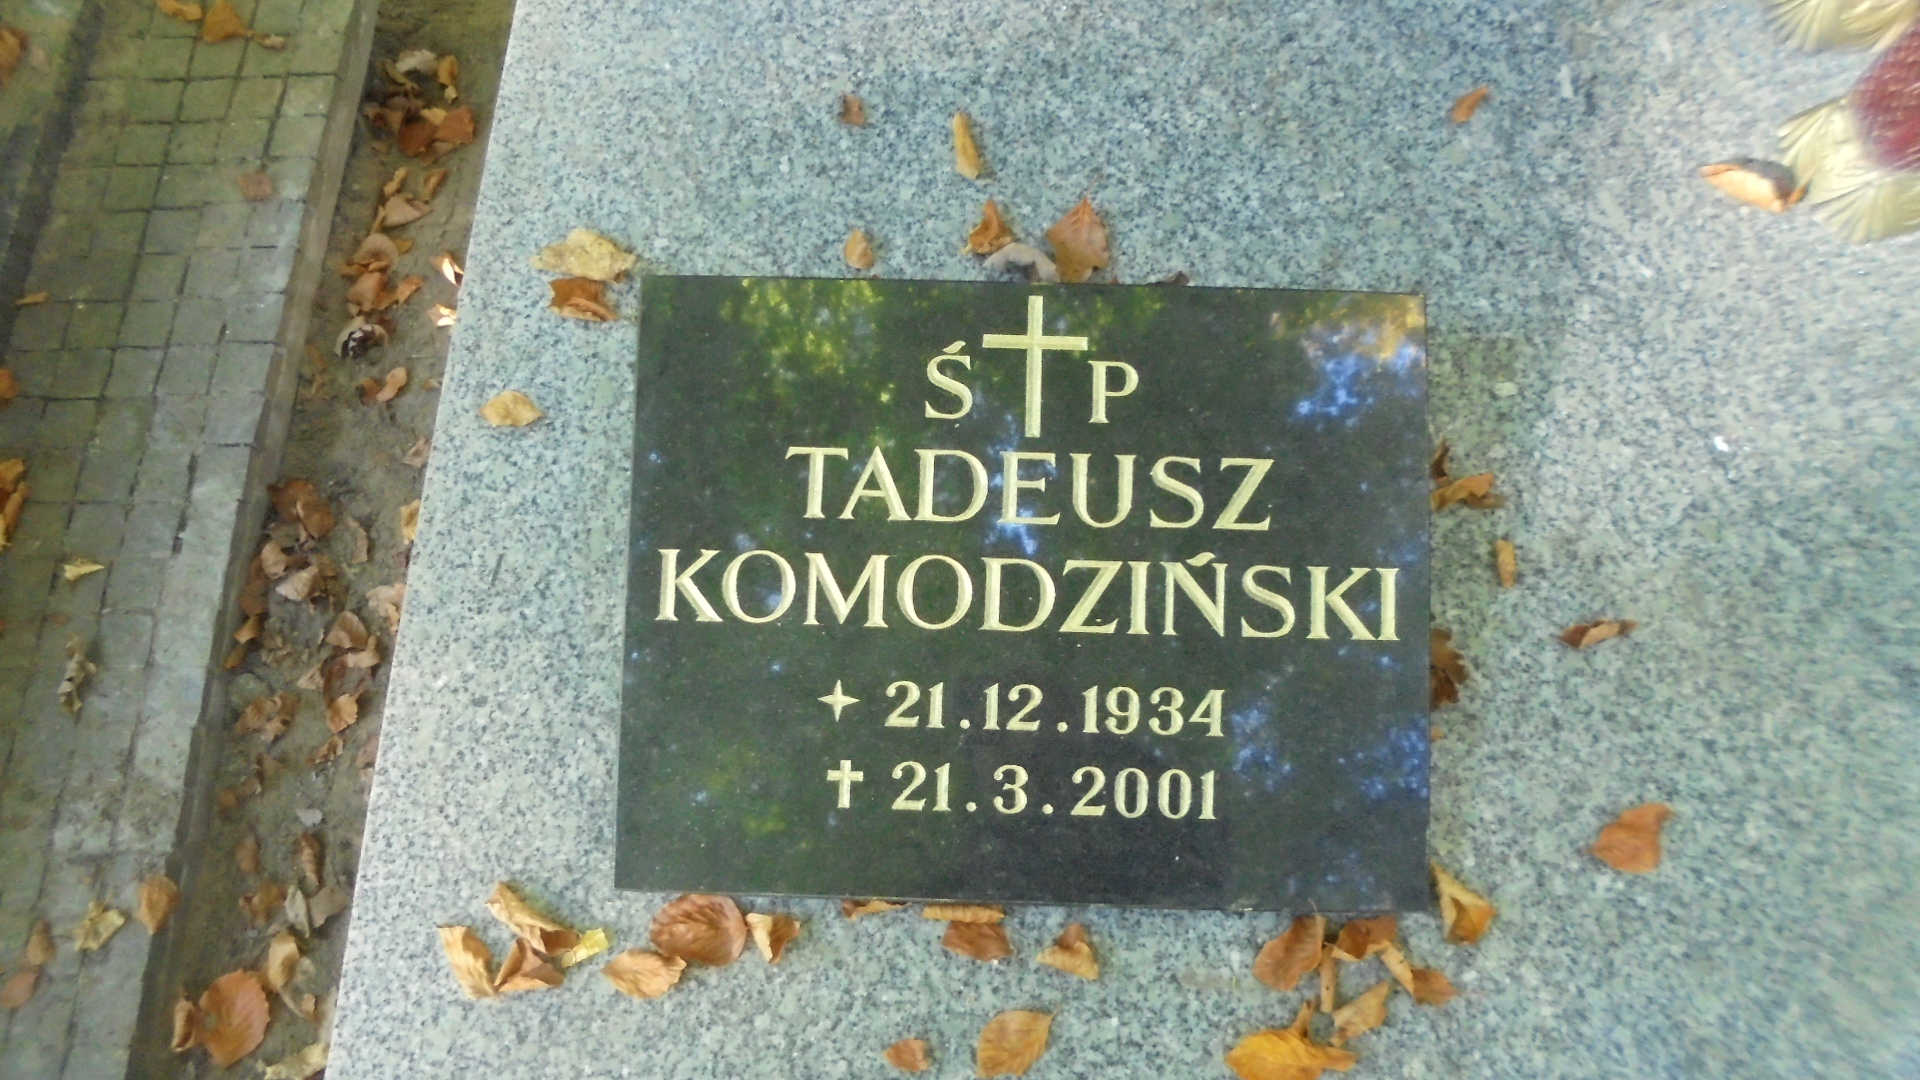 Ś P
TADEUSZ
KOMODZIŃSKI
✦ 21.12.1934
✝ 21.3.2001